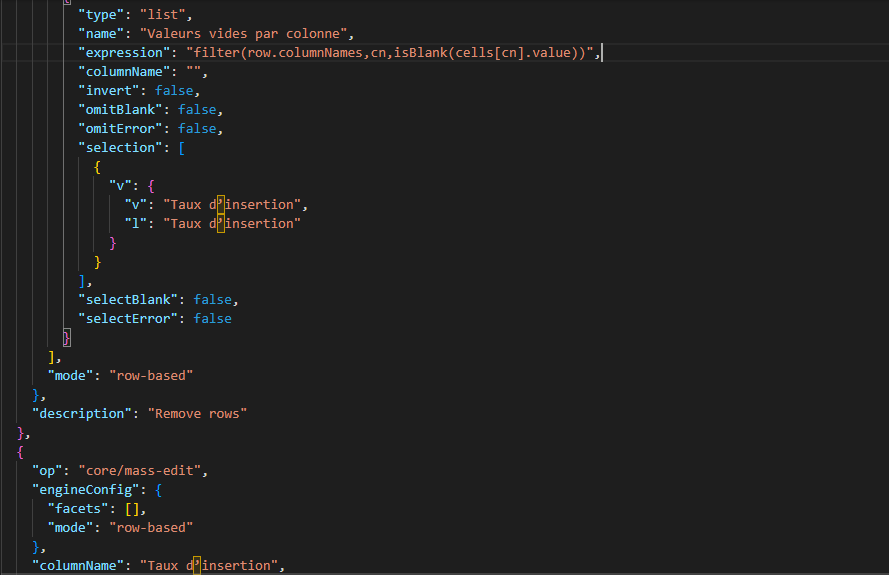 {
"type": "list",
"name": "Valeurs vides par colonne",
"expression": "filter(row.columnNames,cn,isBlank(cells[cn].value))",
"columnName": "",
"invert": false,
"omitBlank": false,
"omitError": false,
"selection": [
{
"v": {
"v": "Taux d’insertion",
"l": "Taux d’insertion"
}
}
],
"selectBlank": false,
"selectError": false
}
],
"mode": "row-based"
},
"description": "Remove rows"
},
{
"op": "core/mass-edit",
"engineConfig": {
"facets": [],
"mode": "row-based"
},
"columnName": "Taux d’insertion",